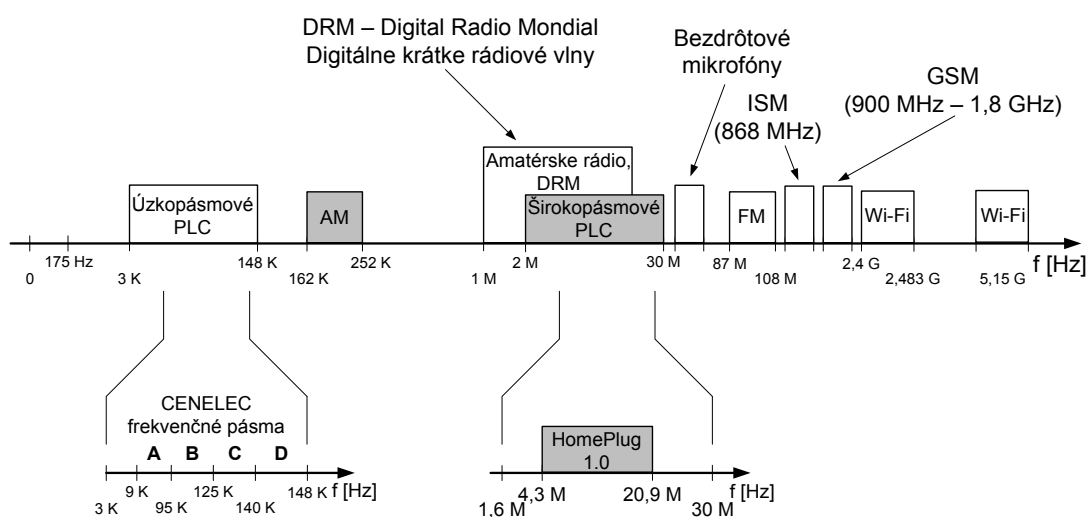 DRM – Digital Radio Mondial
Digitálne krátke rádiové vlny
Bezdrôtové
mikrofóny
ISM
(868 MHz)
GSM
(900 MHz – 1,8 GHz)
Úzkopásmové
PLC
AM
Amatérske rádio,
DRM
Širokopásmové
PLC
FM
Wi-Fi
Wi-Fi
0
175 Hz
3 K
148 K
162 K
252 K
1 M
2 M
30 M
87 M
108 M
2,4 G
2,483 G
5,15 G
f [Hz]
CENELEC
frekvenčné pásma
A B C D
3 K
9 K
95 K
125 K
140 K
148 K
f [Hz]
HomePlug
1.0
1,6 M
4,3 M
20,9 M
30 M
f [Hz]